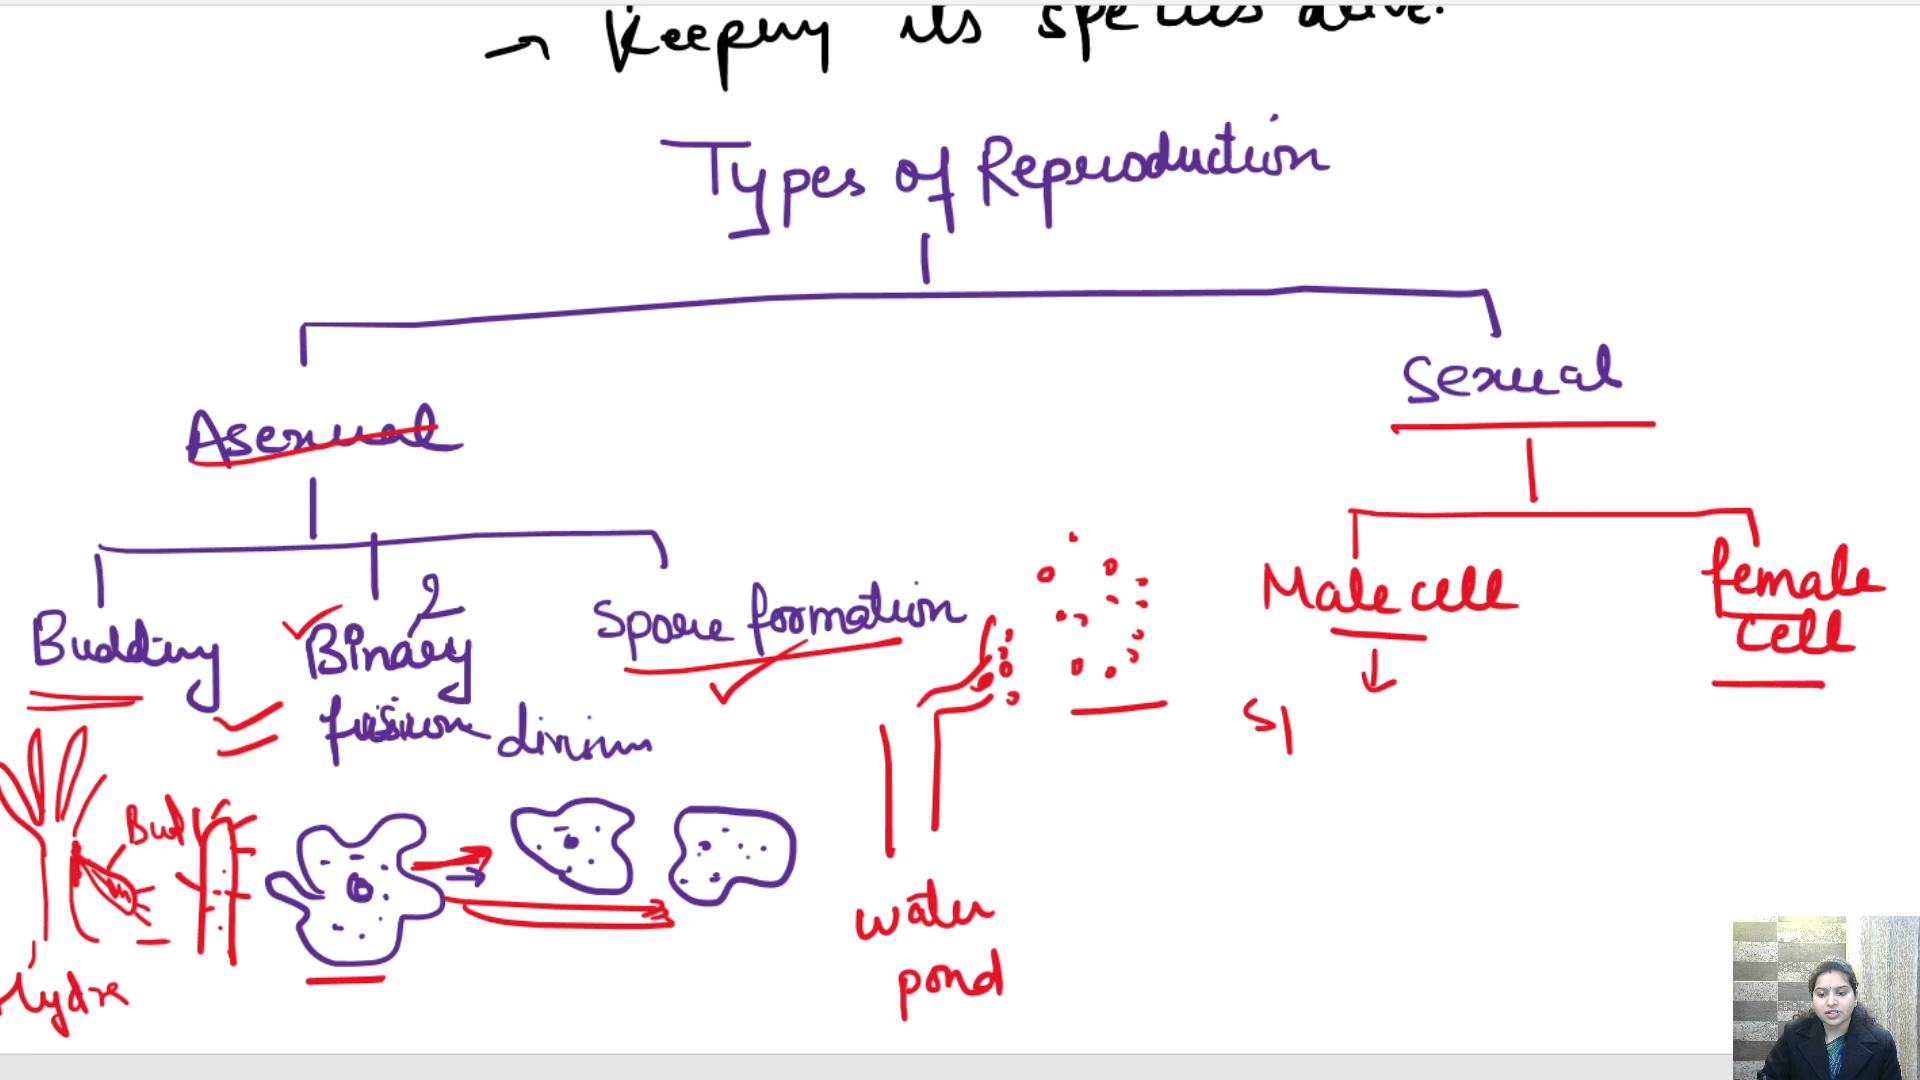 → Keeping its species alive.
Types of Reproduction
Asexual
Sexual
Budding
Binary
2
fission - division
Spore formation
Male cell
female
cell
Sp
Bud
Hydra
water
pond